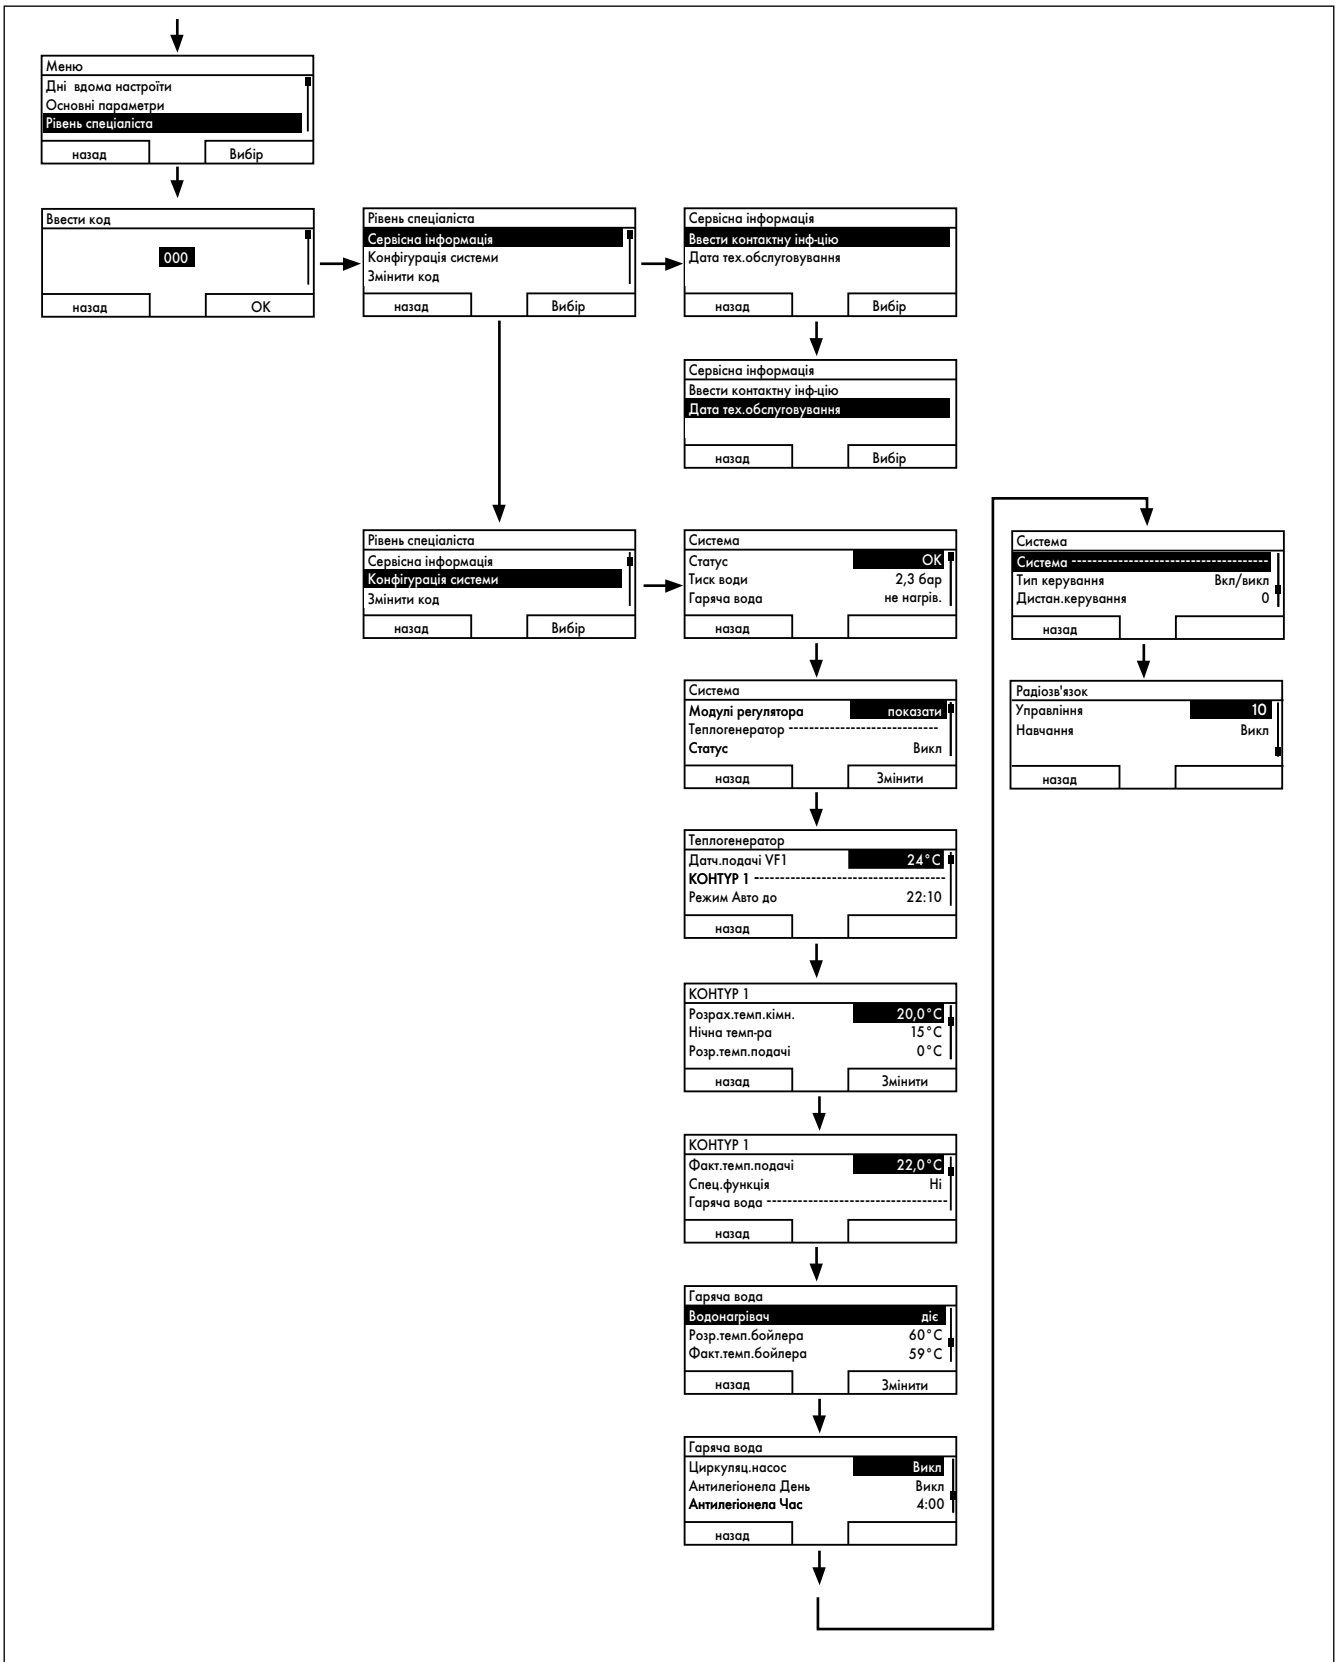 Меню
Дні вдома настроїти
Основні параметри
Рівень спеціаліста
назад Вибір
Ввести код
000
назад OK
Рівень спеціаліста
Сервісна інформація
Конфігурація системи
Змінити код
назад Вибір
Сервісна інформація
Ввести контактну інф-цію
Дата тех.обслуговування
назад Вибір
Сервісна інформація
Ввести контактну інф-цію
Дата тех.обслуговування
назад Вибір
Рівень спеціаліста
Сервісна інформація
Конфігурація системи
Змінити код
назад Вибір
Система
Статус OK
Тиск води 2,3 бар
Гаряча вода не нагрів.
назад
Система
Модулі регулятора показати
Теплогенератор
Статус Викл
назад Змінити
Теплогенератор
Датч.подачі VF1 24°C
КОНТУР 1
Режим Авто до 22:10
назад
КОНТУР 1
Розрах.темп.кімн. 20,0°C
Нічна темп-ра 15°C
Розр.темп.подачі 0°C
назад Змінити
КОНТУР 1
Факт.темп.подачі 22,0°C
Спец.функція Ні
Гаряча вода
назад
Гаряча вода
Водонагрівач діє
Розр.темп.бойлера 60°C
Факт.темп.бойлера 59°C
назад Змінити
Гаряча вода
Циркуляц.насос Викл
Антилегіонела День Викл
Антилегіонела Час 4:00
назад
Система
Система
Тип керування Вкл/викл
Дистан.керування 0
назад
Радіозв'язок
Управління 10
Навчання Викл
назад